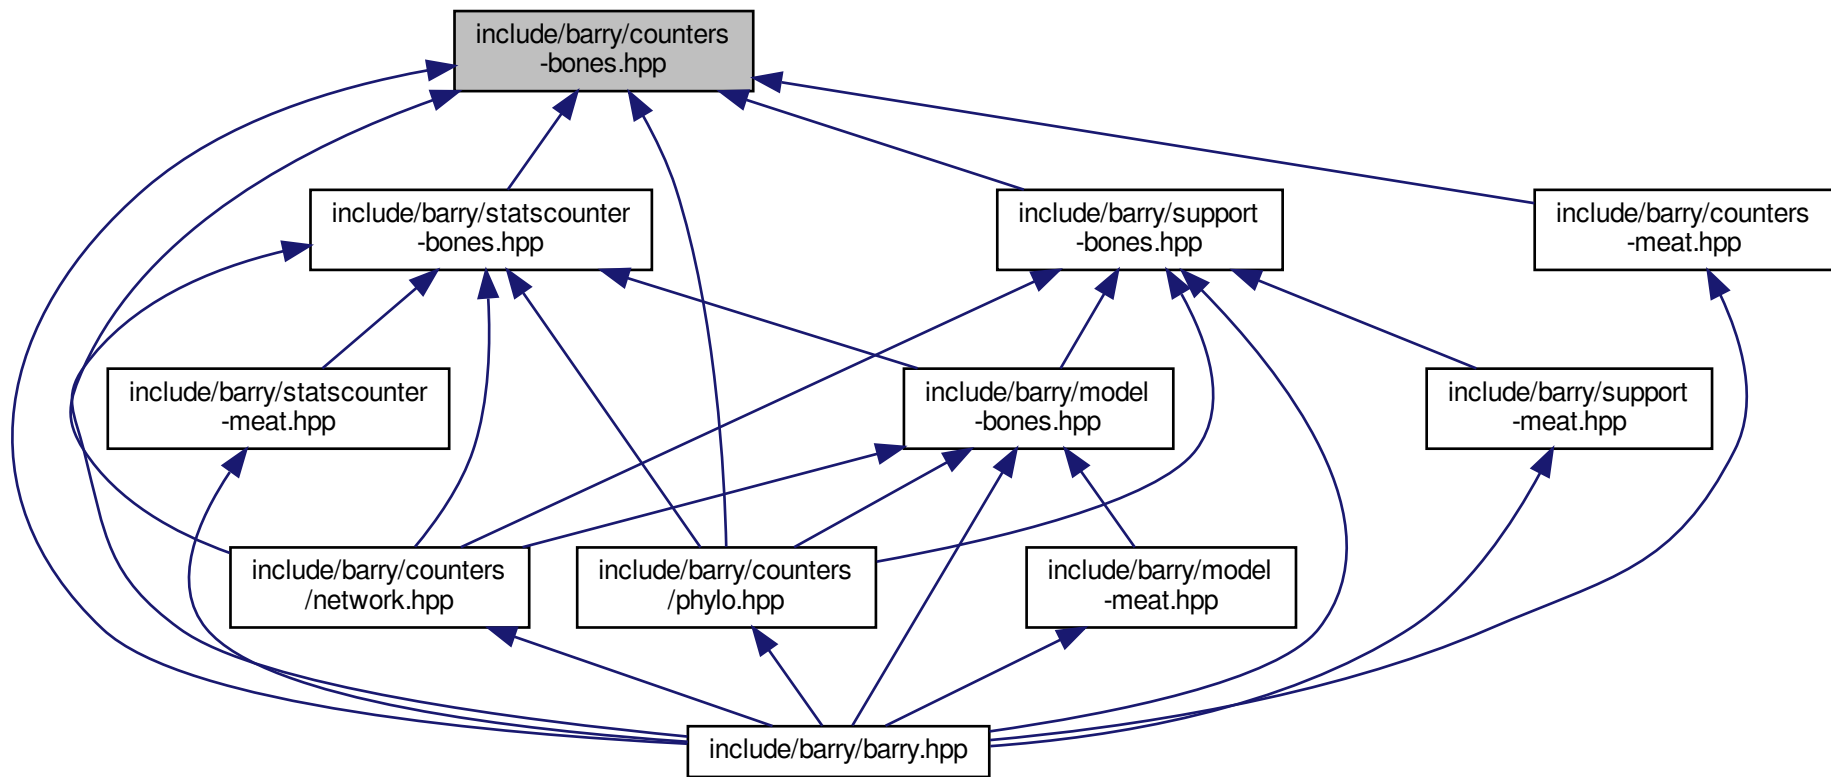 include/barry/counters
-bones.hpp
include/barry/statscounter
-bones.hpp
include/barry/support
-bones.hpp
include/barry/counters
-meat.hpp
include/barry/statscounter
-meat.hpp
include/barry/model
-bones.hpp
include/barry/support
-meat.hpp
include/barry/counters
/network.hpp
include/barry/counters
/phylo.hpp
include/barry/model
-meat.hpp
include/barry/barry.hpp